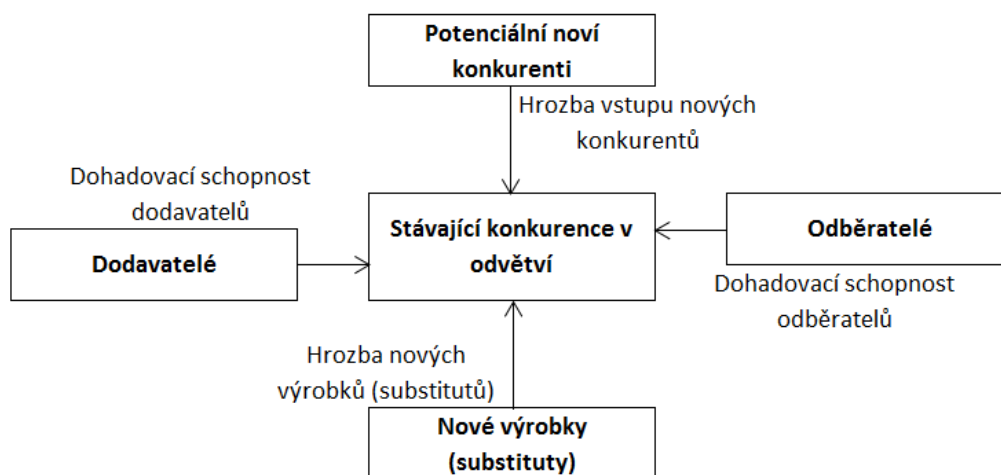 Potenciální noví
konkurenti
Hrozba vstupu nových
konkurentů
Dohadovací schopnost
dodavatelů
Dodavatelé
Stávající konkurence v
odvětví
Odběratelé
Dohadovací schopnost
odběratelů
Hrozba nových
výrobků (substitutů)
Nové výrobky
(substituty)